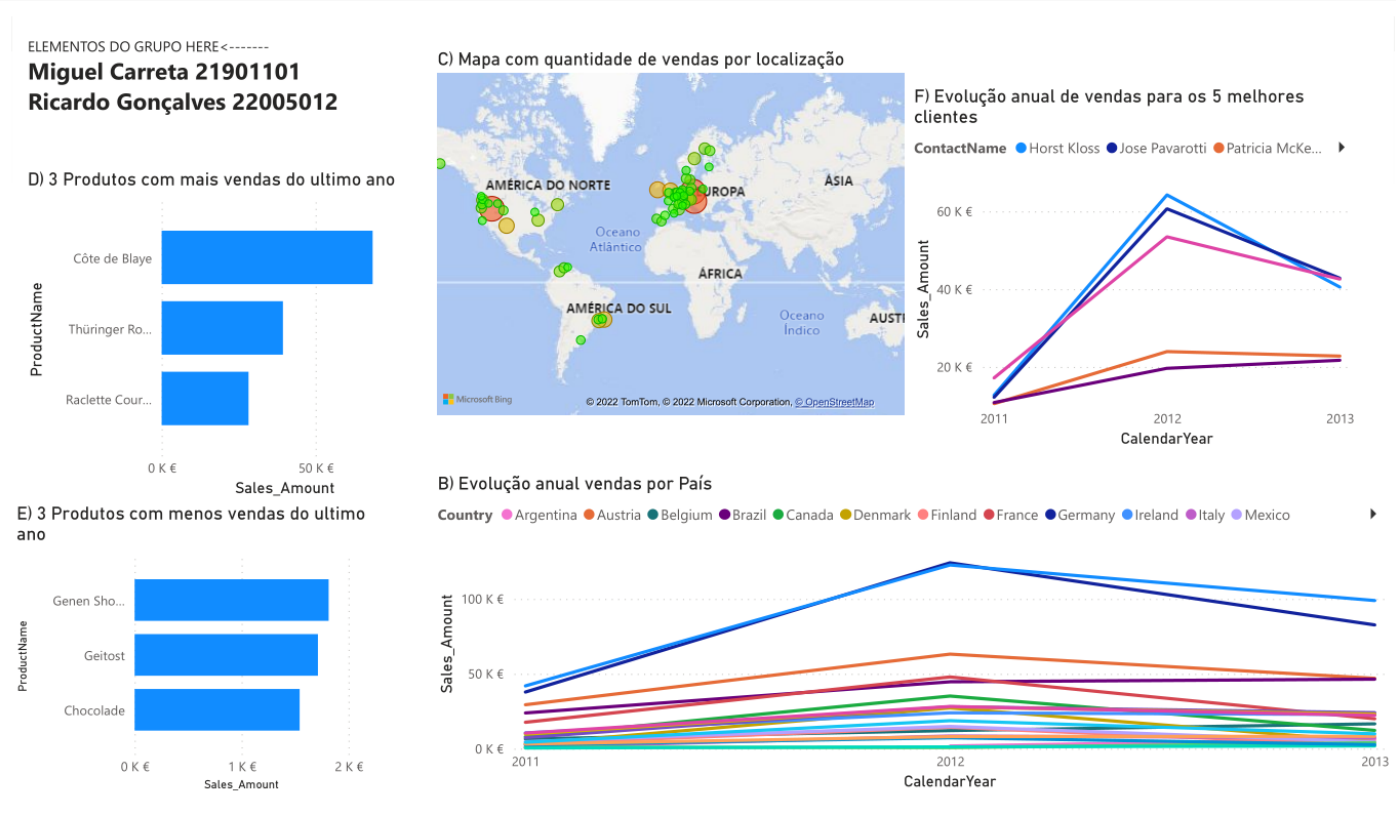 ELEMENTOS DO GRUPO HERE<-------
Miguel Carreta 21901101
Ricardo Gonçalves 22005012
D) 3 Produtos com mais vendas do ultimo ano
ProductName
Côte de Blaye
Thüringer Ro...
Raclette Cour...
0 K € 50 K €
Sales_Amount
E) 3 Produtos com menos vendas do ultimo
ano
ProductName
Genen Sho...
Geitost
Chocolade
0 K € 1 K € 2 K €
Sales_Amount
C) Mapa com quantidade de vendas por localização
AMÉRICA DO NORTE
UROPA
ÁSIA
Oceano
Atlântico
ÁFRICA
AMÉRICA DO SUL
Oceano
Índico
AUSTR
Microsoft Bing
© 2022 TomTom, © 2022 Microsoft Corporation, © OpenStreetMap
F) Evolução anual de vendas para os 5 melhores
clientes
ContactName Horst Kloss Jose Pavarotti Patricia McKe...
Sales_Amount
60 K €
40 K €
20 K €
2011 2012 2013
CalendarYear
B) Evolução anual vendas por País
Country Argentina Austria Belgium Brazil Canada Denmark Finland France Germany Ireland Italy Mexico
Sales_Amount
100 K €
50 K €
0 K €
2011 2012 2013
CalendarYear